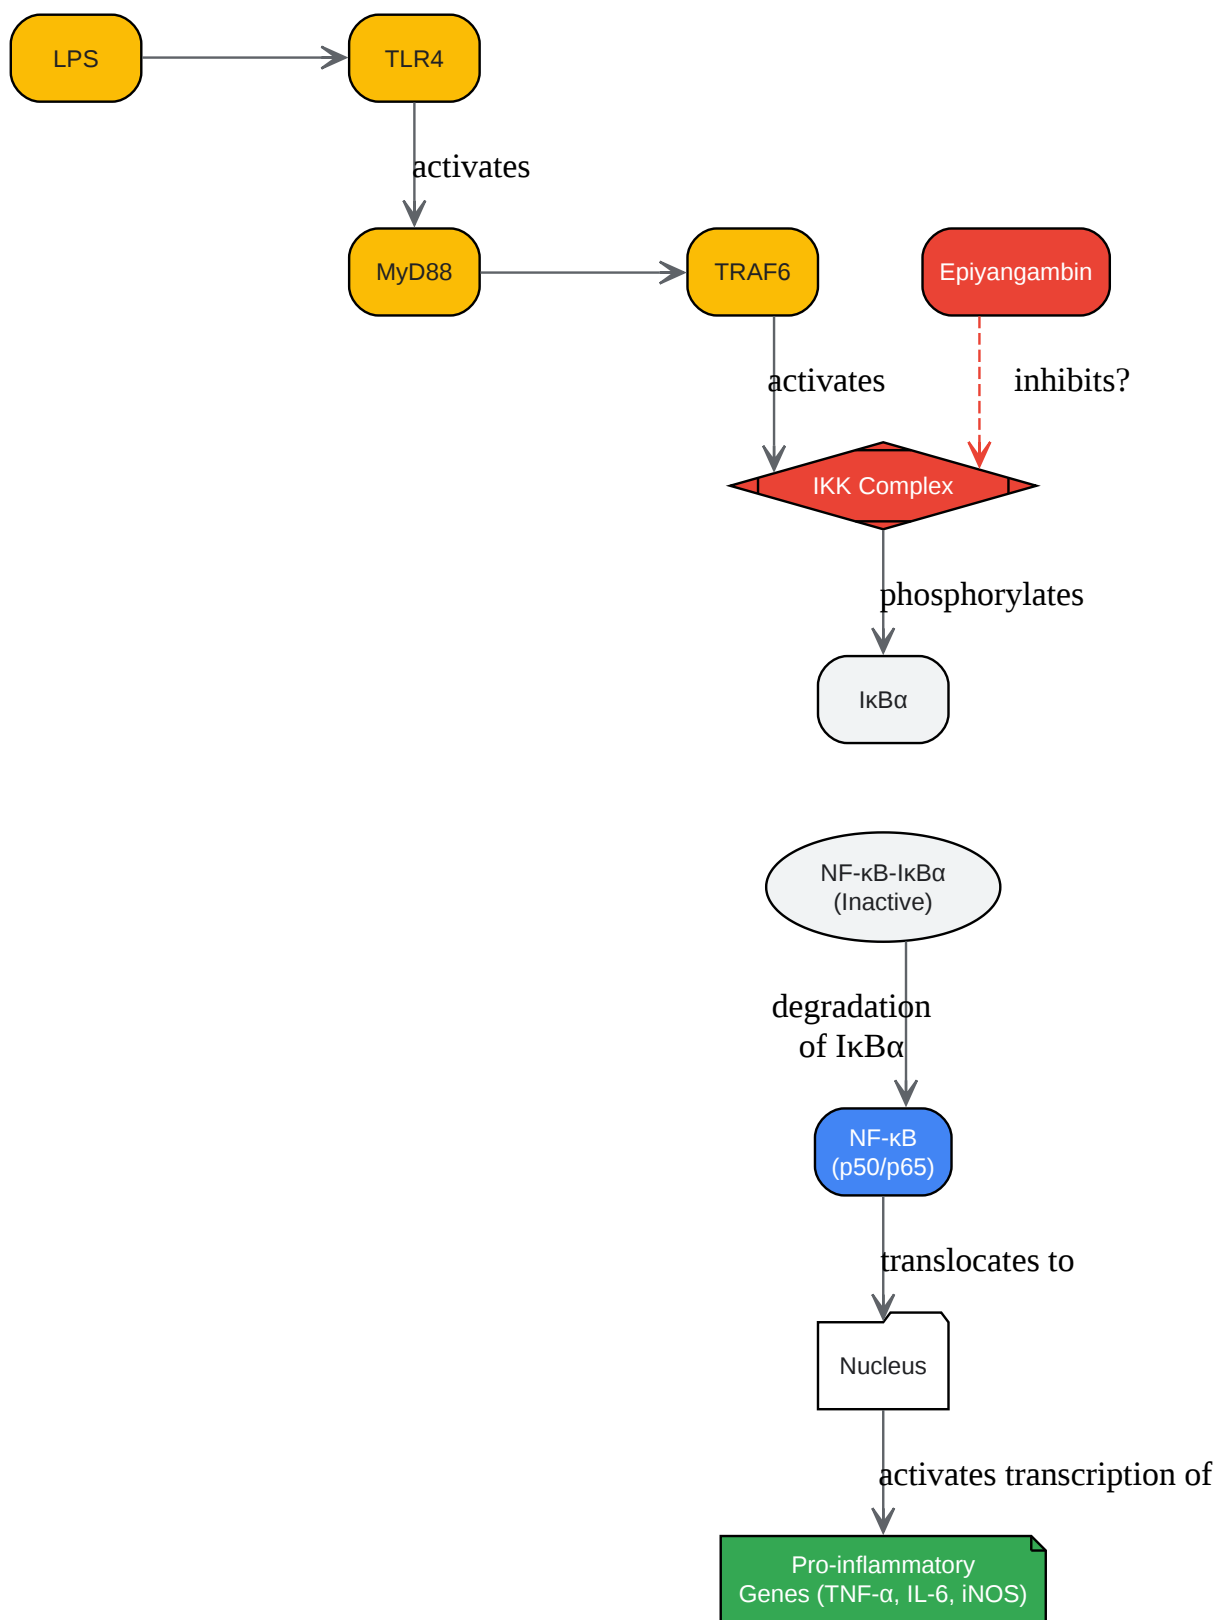 LPS
TLR4
activates
MyD88
TRAF6
Epiyangambin
activates
inhibits?
IKK Complex
phosphorylates
IκBα
NF-κB-IκBα
(Inactive)
degradation
of IκBα
NF-κB
(p50/p65)
translocates to
Nucleus
activates transcription of
Pro-inflammatory
Genes (TNF-α, IL-6, iNOS)